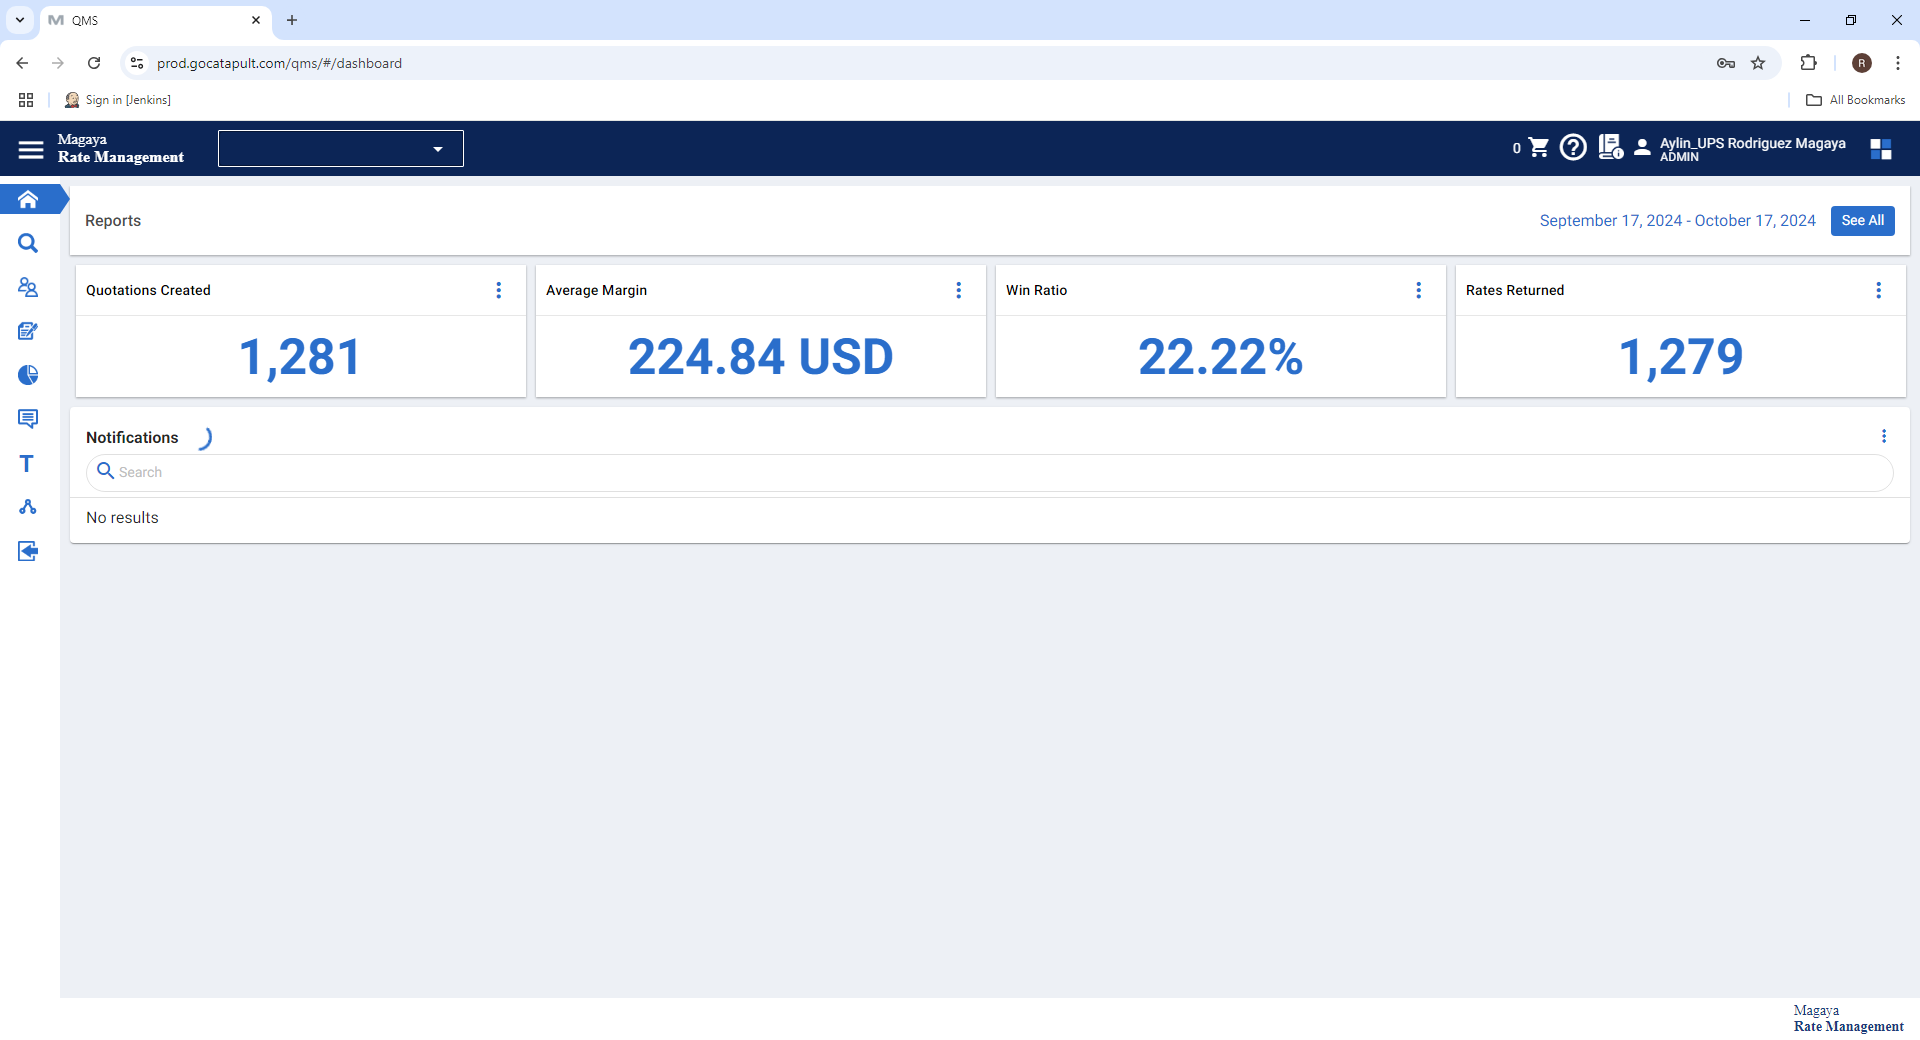 QMS
prod.gocatapult.com/qms/#/dashboard
R
Sign in [Jenkins]
All Bookmarks
Magaya
Rate Management
0
Aylin_UPS Rodriguez Magaya
ADMIN
Reports
September 17, 2024 - October 17, 2024
See All
Quotations Created
1,281
Average Margin
224.84 USD
Win Ratio
22.22%
Rates Returned
1,279
Notifications
Search
No results
T
Magaya
Rate Management